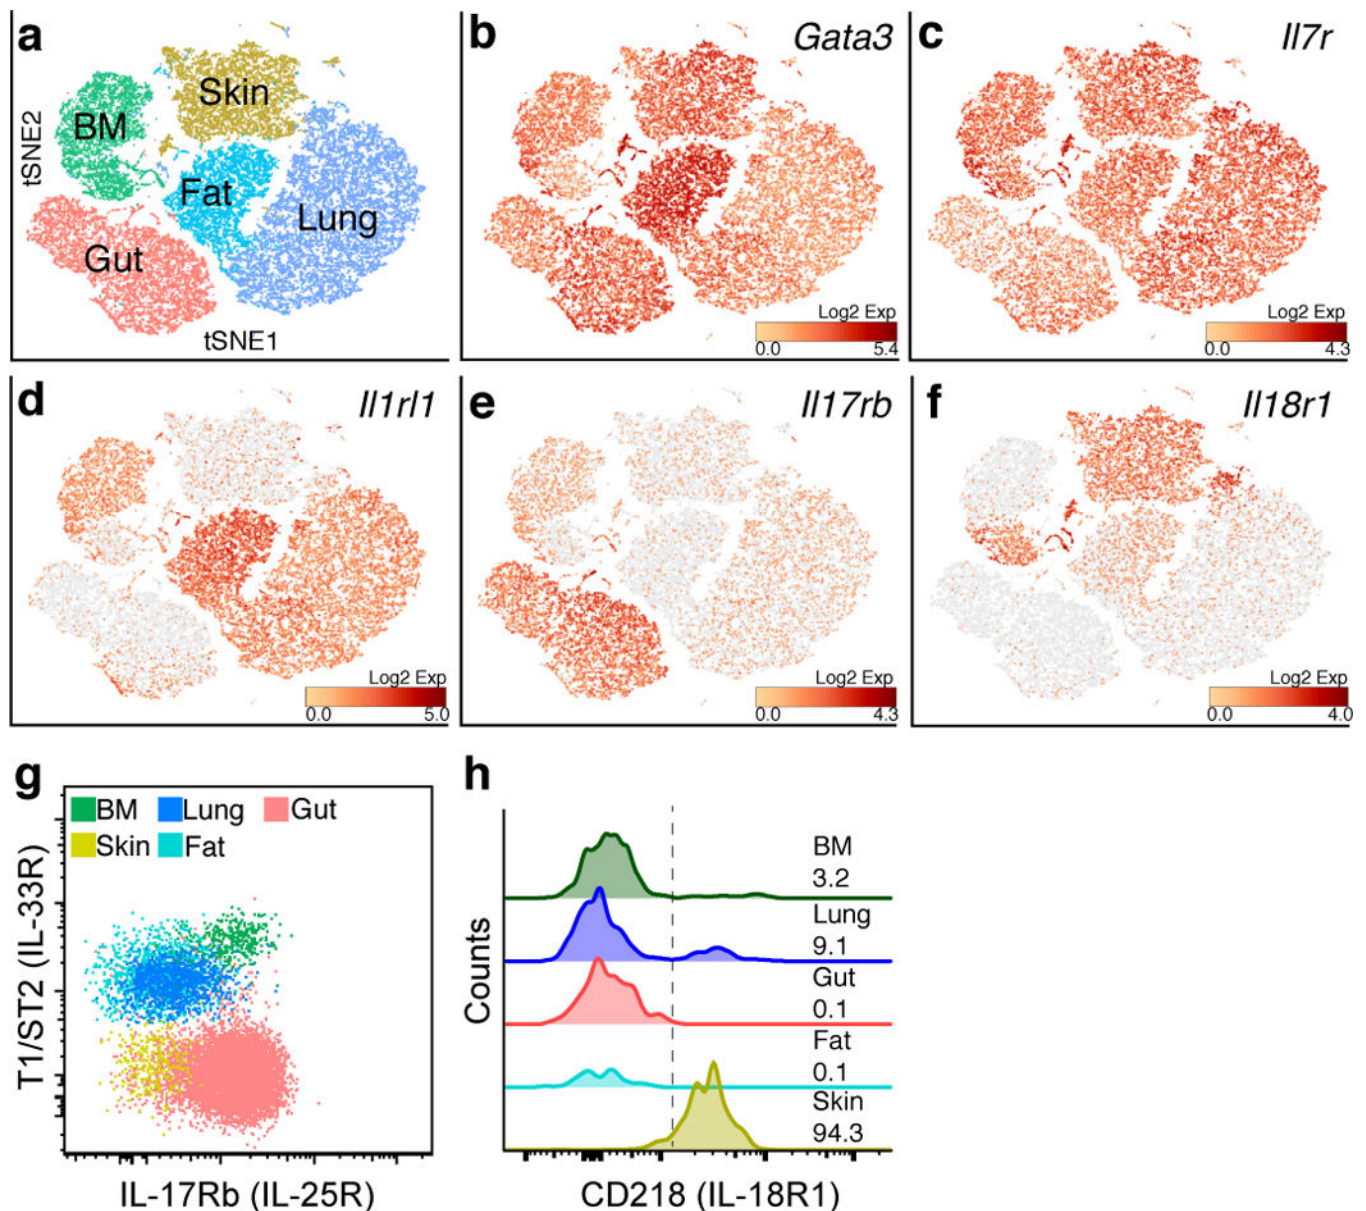 a
BM
Skin
Fat
Lung
Gut
tSNE2
tSNE1
b
Gata3
Log2 Exp
0.0 5.4
c
Il7r
Log2 Exp
0.0 4.3
d
Il1rl1
Log2 Exp
0.0 5.0
e
Il17rb
Log2 Exp
0.0 4.3
f
Il18r1
Log2 Exp
0.0 4.0
g
BM Lung Gut
Skin Fat
T1/ST2 (IL-33R)
IL-17Rb (IL-25R)
h
Counts
BM
3.2
Lung
9.1
Gut
0.1
Fat
0.1
Skin
94.3
CD218 (IL-18R1)